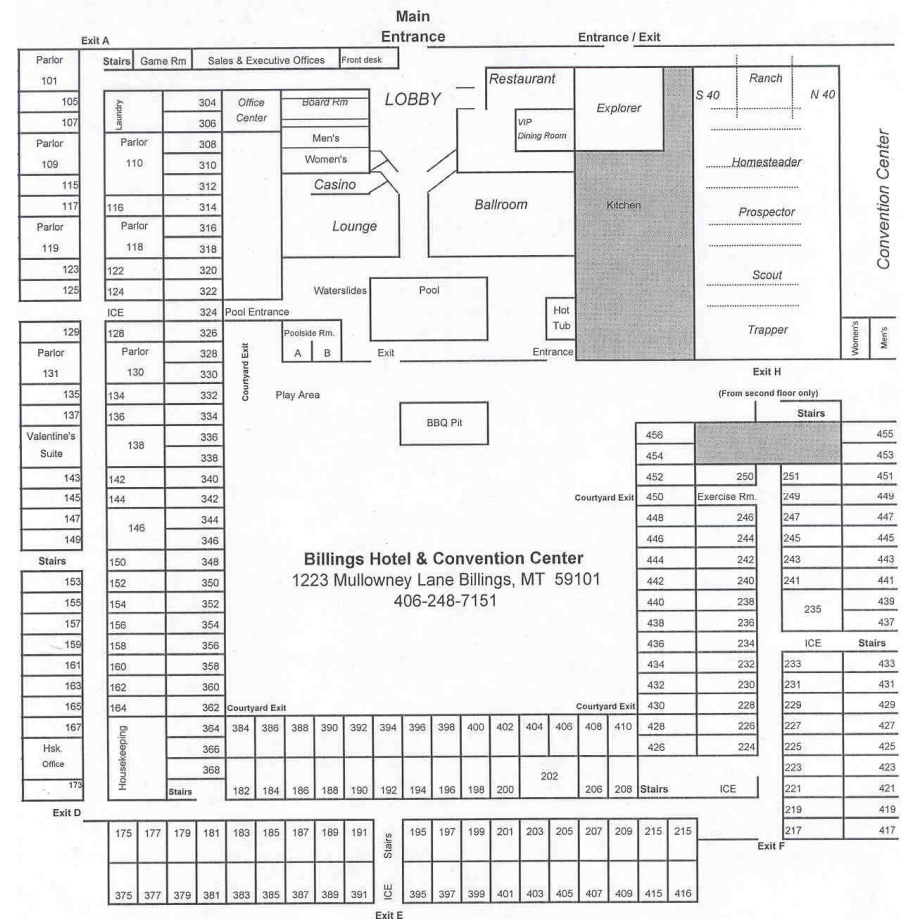 Main
Entrance
Exit A
Entrance / Exit
Stairs Game Rm Sales & Executive Offices Front desk
Parlor
101
105
107
Parlor
109
115
117
Parlor
119
123
125
129
Parlor
131
135
137
Valentine's
Suite
143
145
147
149
Stairs
153
155
157
159
161
163
165
167
Hsk.
Office
173
Exit D
Laundry
Parlor
110
116
Parlor
118
122
124
ICE
128
Parlor
130
134
136
138
142
144
146
150
152
154
156
158
160
162
164
Housekeeping
304
306
308
310
312
314
316
318
320
322
324
326
328
330
332
334
336
338
340
342
344
346
348
350
352
354
356
358
360
362
364
366
368
Stairs
Office
Center
Board Rm
Men's
Women's
Casino
Lounge
LOBBY
Restaurant
VIP
Dining Room
Explorer
Ballroom
Kitchen
S 40
Ranch
N 40
Homesteader
Prospector
Scout
Trapper
Convention Center
Women's
Men's
Waterslides
Pool
Hot
Tub
Pool Entrance
Poolside Rm.
A B
Exit
Entrance
Courtyard Exit
Play Area
BBQ Pit
Exit H
(From second floor only)
Stairs
Courtyard Exit
Billings Hotel & Convention Center
1223 Mullowney Lane Billings, MT 59101
406-248-7151
456
454
452
450
448
446
444
442
440
438
436
434
432
430
428
426
250
Exercise Rm.
246
244
242
240
238
236
234
232
230
228
226
224
251
249
247
245
243
241
235
ICE
Stairs
233
231
229
227
225
223
221
219
217
455
453
451
449
447
445
443
441
439
437
433
431
429
427
425
423
421
419
417
Courtyard Exit
Courtyard Exit
384 386 388 390 392 394 396 398 400 402 404 406 408 410
202
182 184 186 188 190 192 194 196 198 200 206 208 Stairs ICE
175 177 179 181 183 185 187 189 191 Stairs 195 197 199 201 203 205 207 209 215 215
375 377 379 381 383 385 387 389 391 ICE 395 397 399 401 403 405 407 409 415 416
Exit E
Exit F